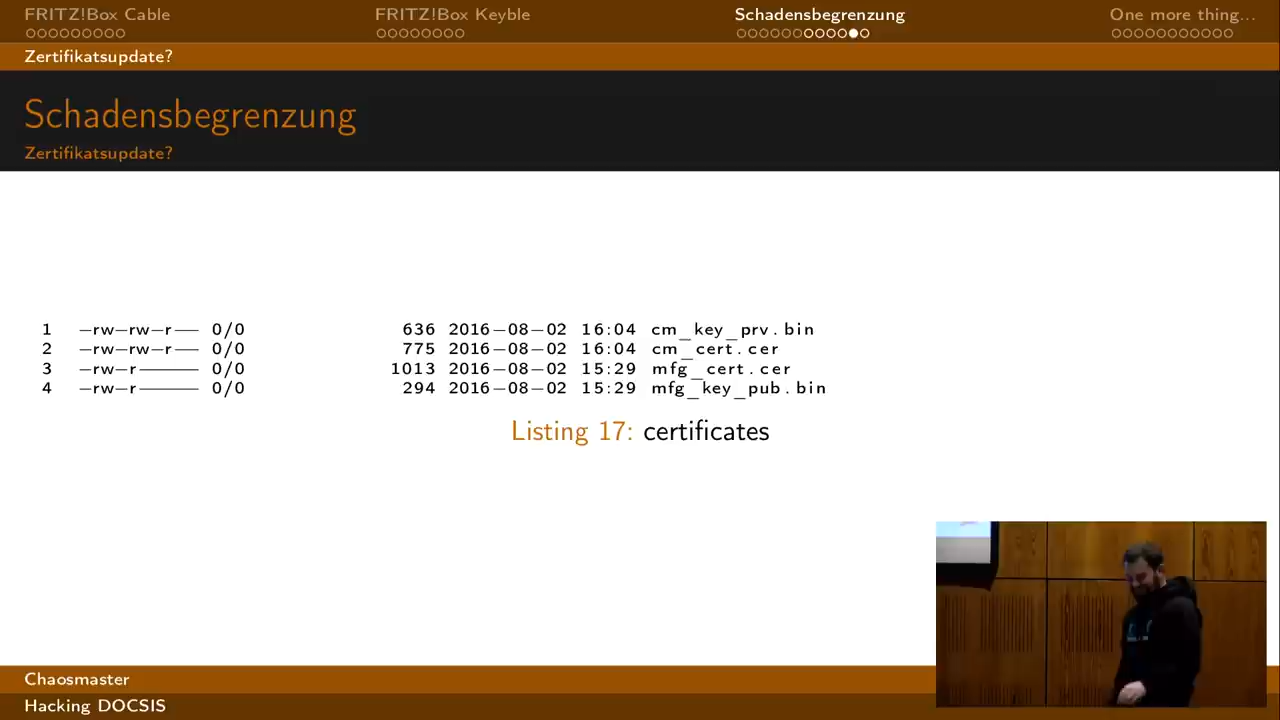 FRITZ!Box Cable FRITZ!Box Keyble Schadensbegrenzung One more thing...
Zertifikatsupdate?
Schadensbegrenzung
Zertifikatsupdate?
1 -rw-rw-r-- 0/0 636 2016-08-02 16:04 cm_key_prv.bin
2 -rw-rw-r-- 0/0 775 2016-08-02 16:04 cm_cert.cer
3 -rw-r----- 0/0 1013 2016-08-02 15:29 mfg_cert.cer
4 -rw-r----- 0/0 294 2016-08-02 15:29 mfg_key_pub.bin
Listing 17: certificates
Chaosmaster
Hacking DOCSIS